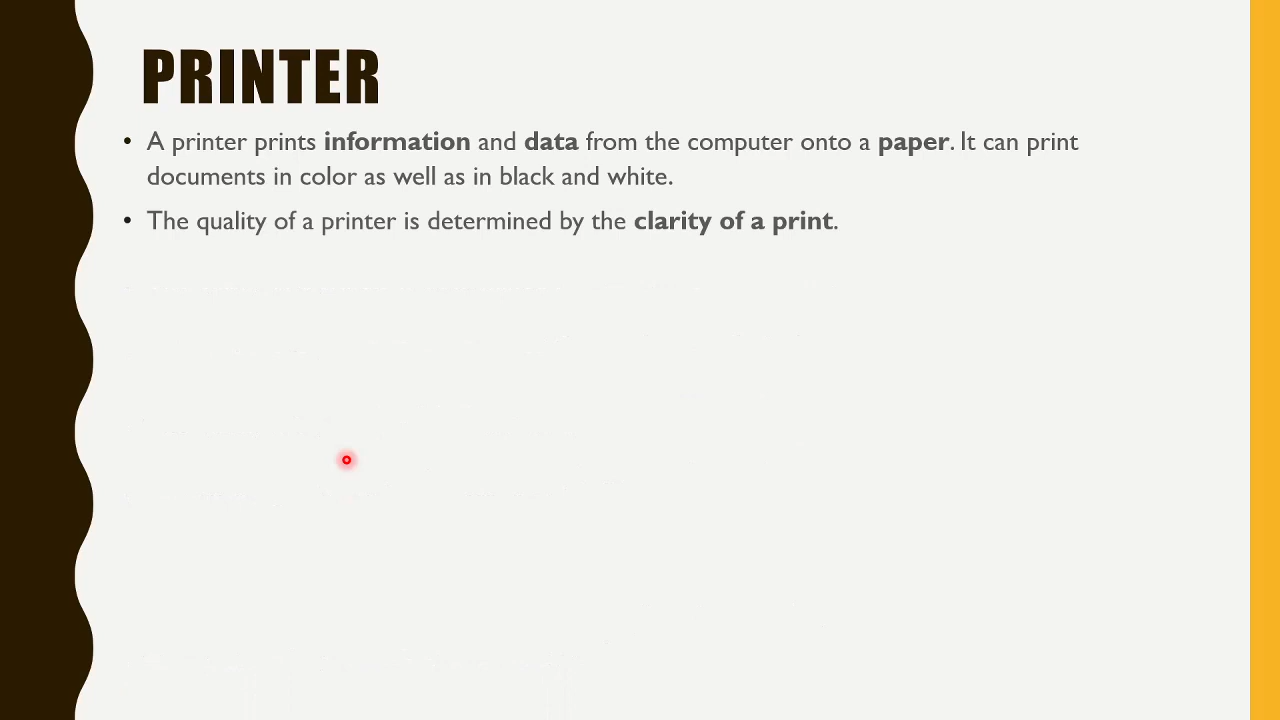 PRINTER
• A printer prints information and data from the computer onto a paper. It can print
documents in color as well as in black and white.
• The quality of a printer is determined by the clarity of a print.